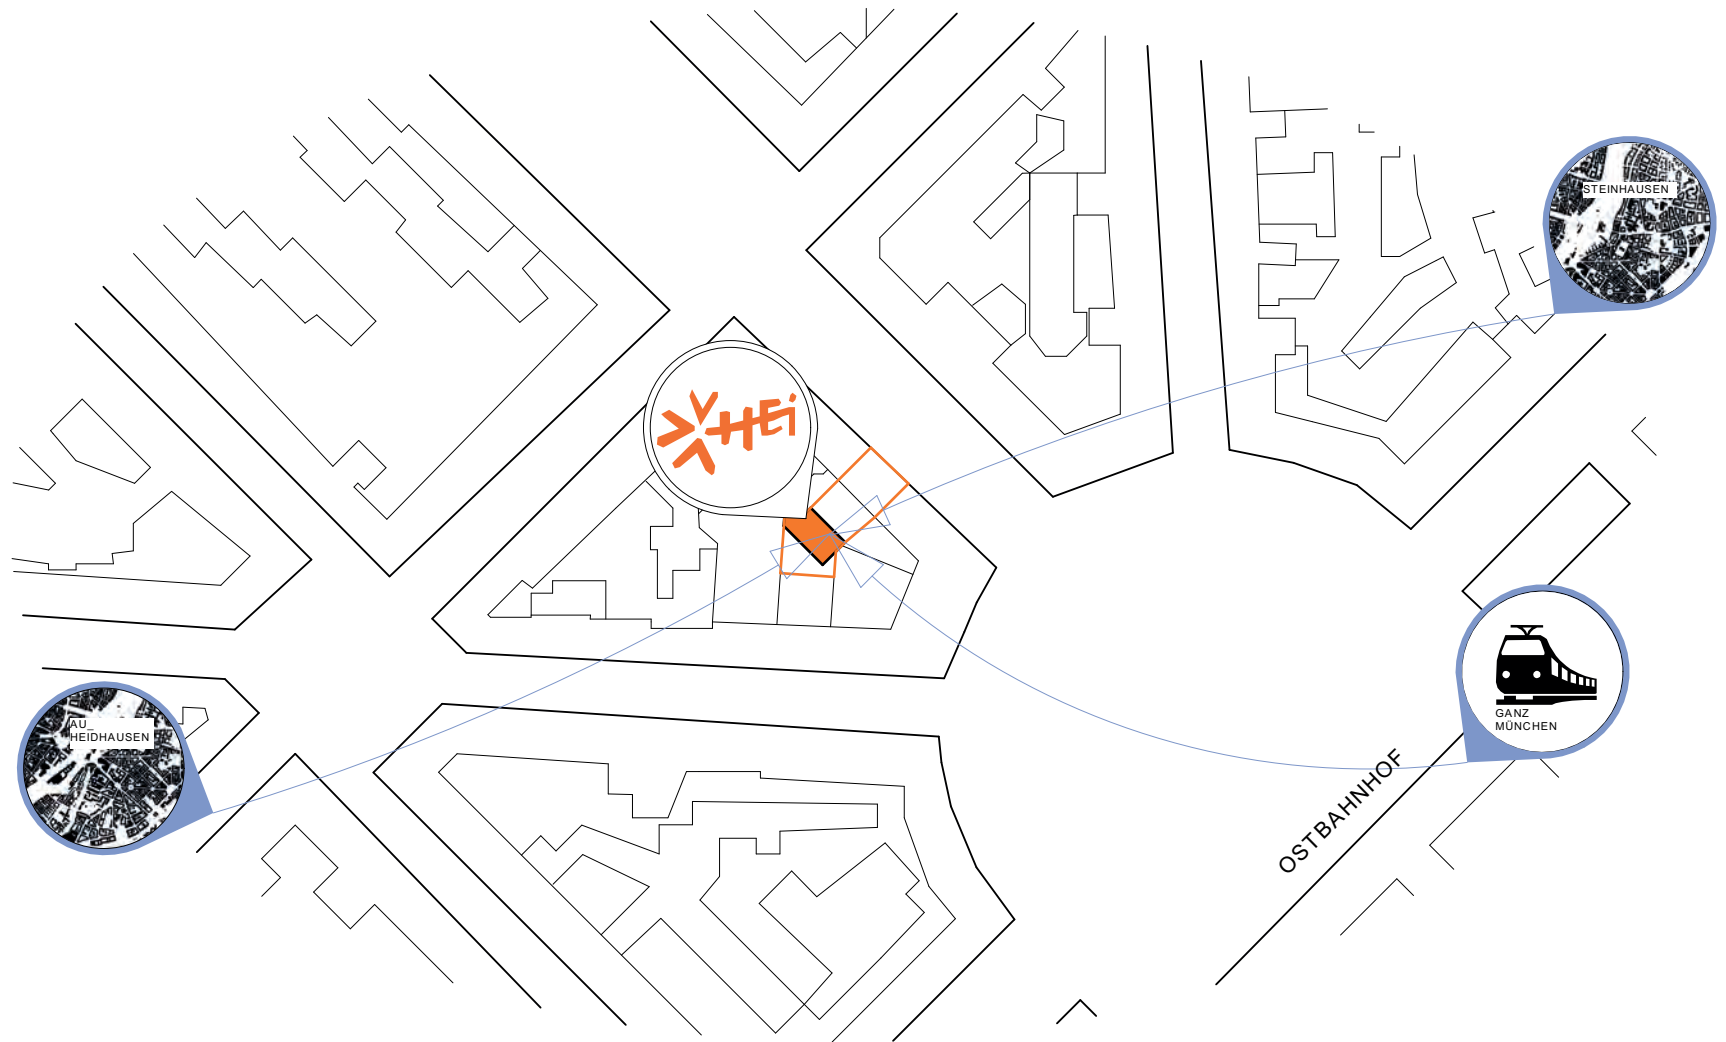 STEINHAUSEN
HEi
GANZ
MÜNCHEN
AU_
HEIDHAUSEN
OSTBAHNHOF